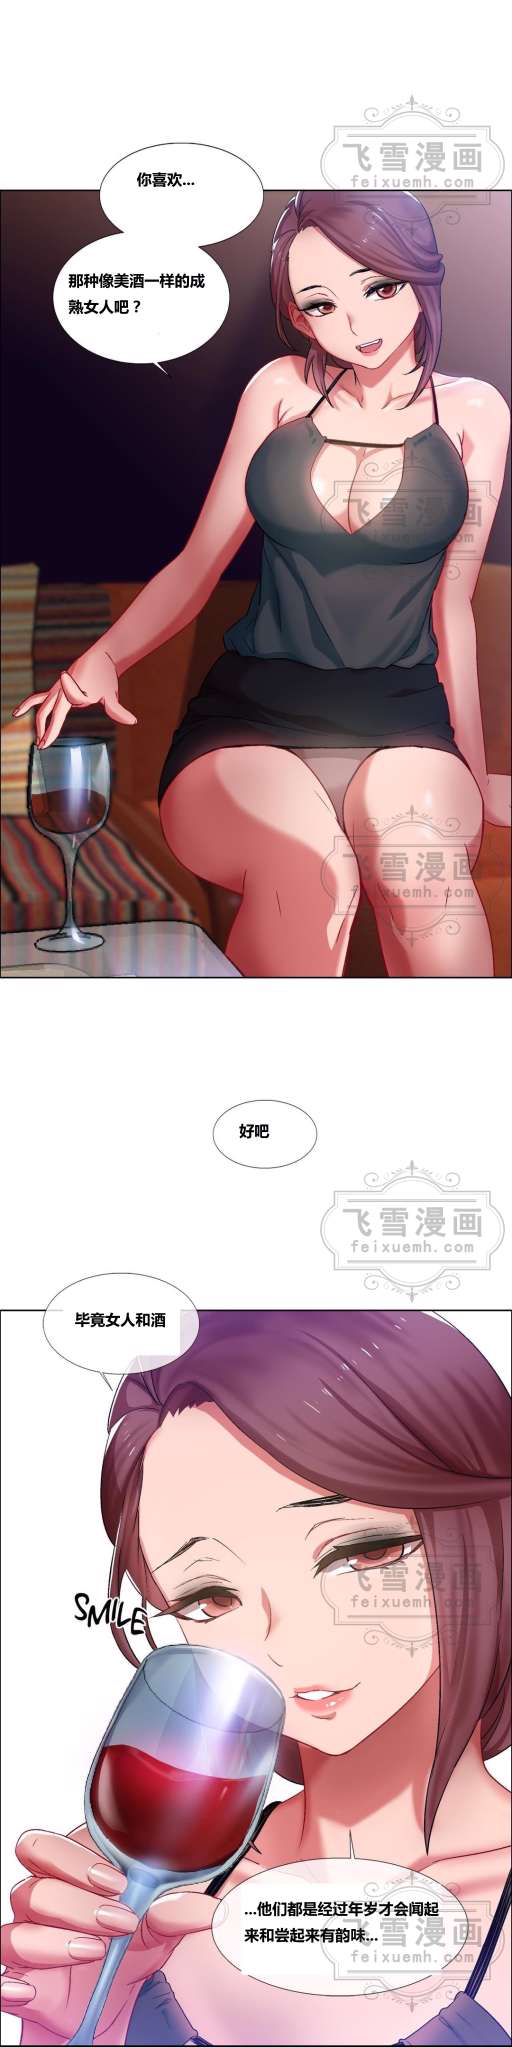 飞雪漫画
feixuemh.com
你喜欢...
那种像美酒一样的成
熟女人吧？
飞雪漫画
feixuemh.com
飞雪漫画
feixuemh.com
好吧
飞雪漫画
feixuemh.com
毕竟女人和酒
飞雪漫画
feixuemh.com
SMILE
...他们都是经过年岁才会闻起
来和尝起来有韵味...
飞雪漫画
feixuemh.com